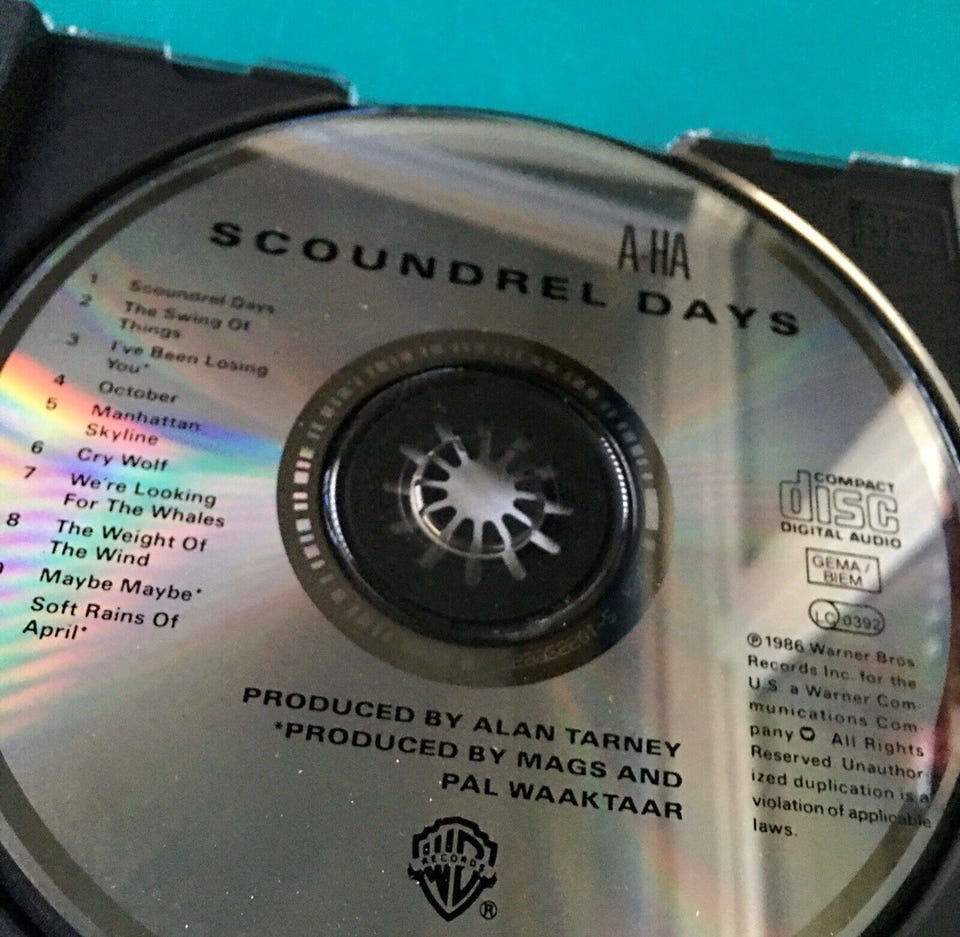 A-HA
SCOUNDREL DAYS
1 Scoundrel Days
2 The Swing Of
Things
3 I've Been Losing
You*
4 October
5 Manhattan
Skyline
6 Cry Wolf
7 We're Looking
For The Whales
8 The Weight Of
The Wind
Maybe Maybe*
Soft Rains Of
April*
COMPACT
disc
DIGITAL AUDIO
GEMA/
BIEM
LC 0392
℗ 1986 Warner Bros.
Records Inc. for the
U.S. a Warner Com-
munications Com-
pany All Rights
Reserved. Unauthor-
ized duplication is a
violation of applicable
laws.
PRODUCED BY ALAN TARNEY
*PRODUCED BY MAGS AND
PAL WAAKTAAR
RECORDS
®